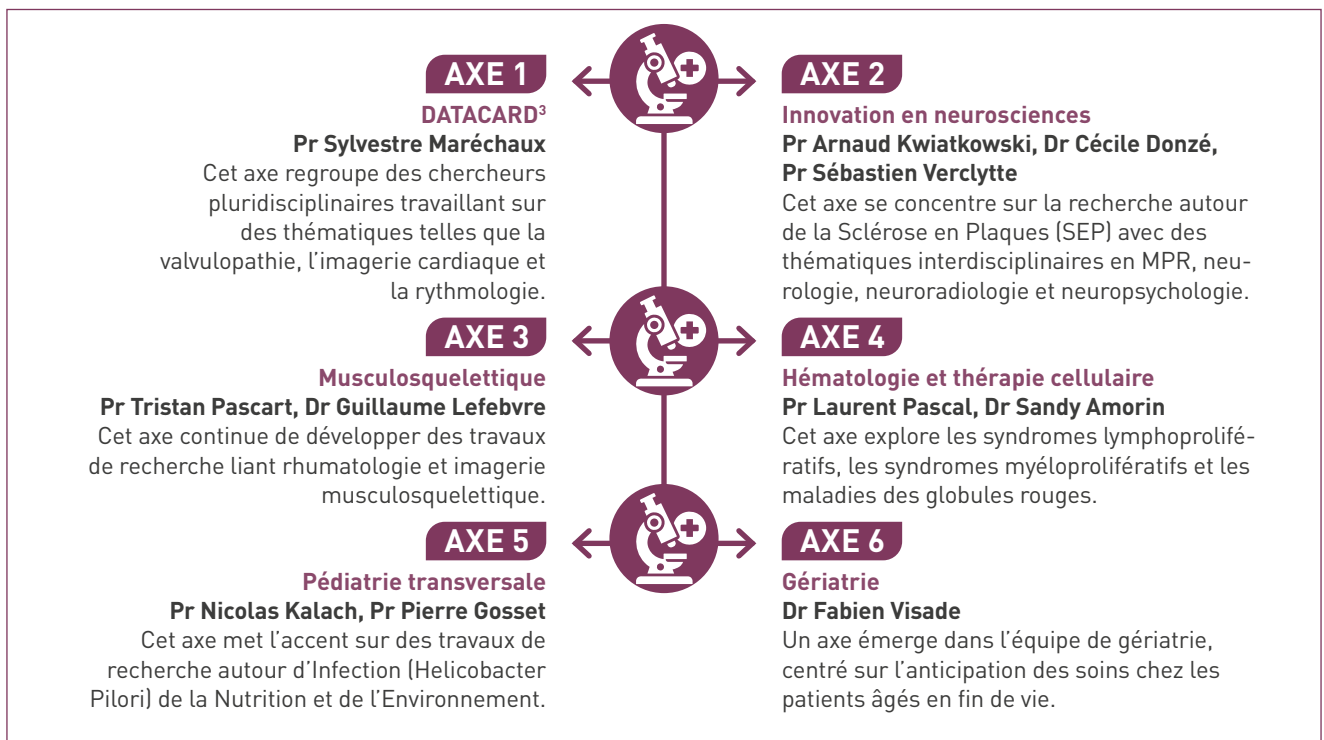 AXE 1
DATACARD³
Pr Sylvestre Maréchaux
Cet axe regroupe des chercheurs
pluridisciplinaires travaillant sur
des thématiques telles que la
valvulopathie, l’imagerie cardiaque et
la rythmologie.
AXE 2
Innovation en neurosciences
Pr Arnaud Kwiatkowski, Dr Cécile Donzé,
Pr Sébastien Verclytte
Cet axe se concentre sur la recherche autour
de la Sclérose en Plaques (SEP) avec des
thématiques interdisciplinaires en MPR, neu-
rologie, neuroradiologie et neuropsychologie.
AXE 3
Musculosquelettique
Pr Tristan Pascart, Dr Guillaume Lefebvre
Cet axe continue de développer des travaux
de recherche liant rhumatologie et imagerie
musculosquelettique.
AXE 4
Hématologie et thérapie cellulaire
Pr Laurent Pascal, Dr Sandy Amorin
Cet axe explore les syndromes lymphoprolifé-
ratifs, les syndromes myéloprolifératifs et les
maladies des globules rouges.
AXE 5
Pédiatrie transversale
Pr Nicolas Kalach, Pr Pierre Gosset
Cet axe met l’accent sur des travaux de
recherche autour d’Infection (Helicobacter
Pilori) de la Nutrition et de l’Environnement.
AXE 6
Gériatrie
Dr Fabien Visade
Un axe émerge dans l’équipe de gériatrie,
centré sur l’anticipation des soins chez les
patients âgés en fin de vie.